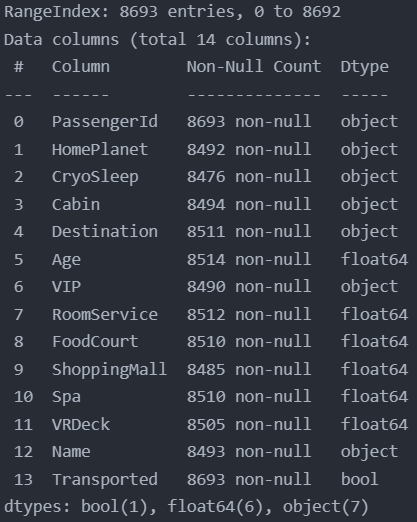 RangeIndex: 8693 entries, 0 to 8692
Data columns (total 14 columns):
 #   Column        Non-Null Count  Dtype
---  ------        --------------  -----
 0   PassengerId   8693 non-null   object
 1   HomePlanet    8492 non-null   object
 2   CryoSleep     8476 non-null   object
 3   Cabin         8494 non-null   object
 4   Destination   8511 non-null   object
 5   Age           8514 non-null   float64
 6   VIP           8490 non-null   object
 7   RoomService   8512 non-null   float64
 8   FoodCourt     8510 non-null   float64
 9   ShoppingMall  8485 non-null   float64
 10  Spa           8510 non-null   float64
 11  VRDeck        8505 non-null   float64
 12  Name          8493 non-null   object
 13  Transported   8693 non-null   bool
dtypes: bool(1), float64(6), object(7)